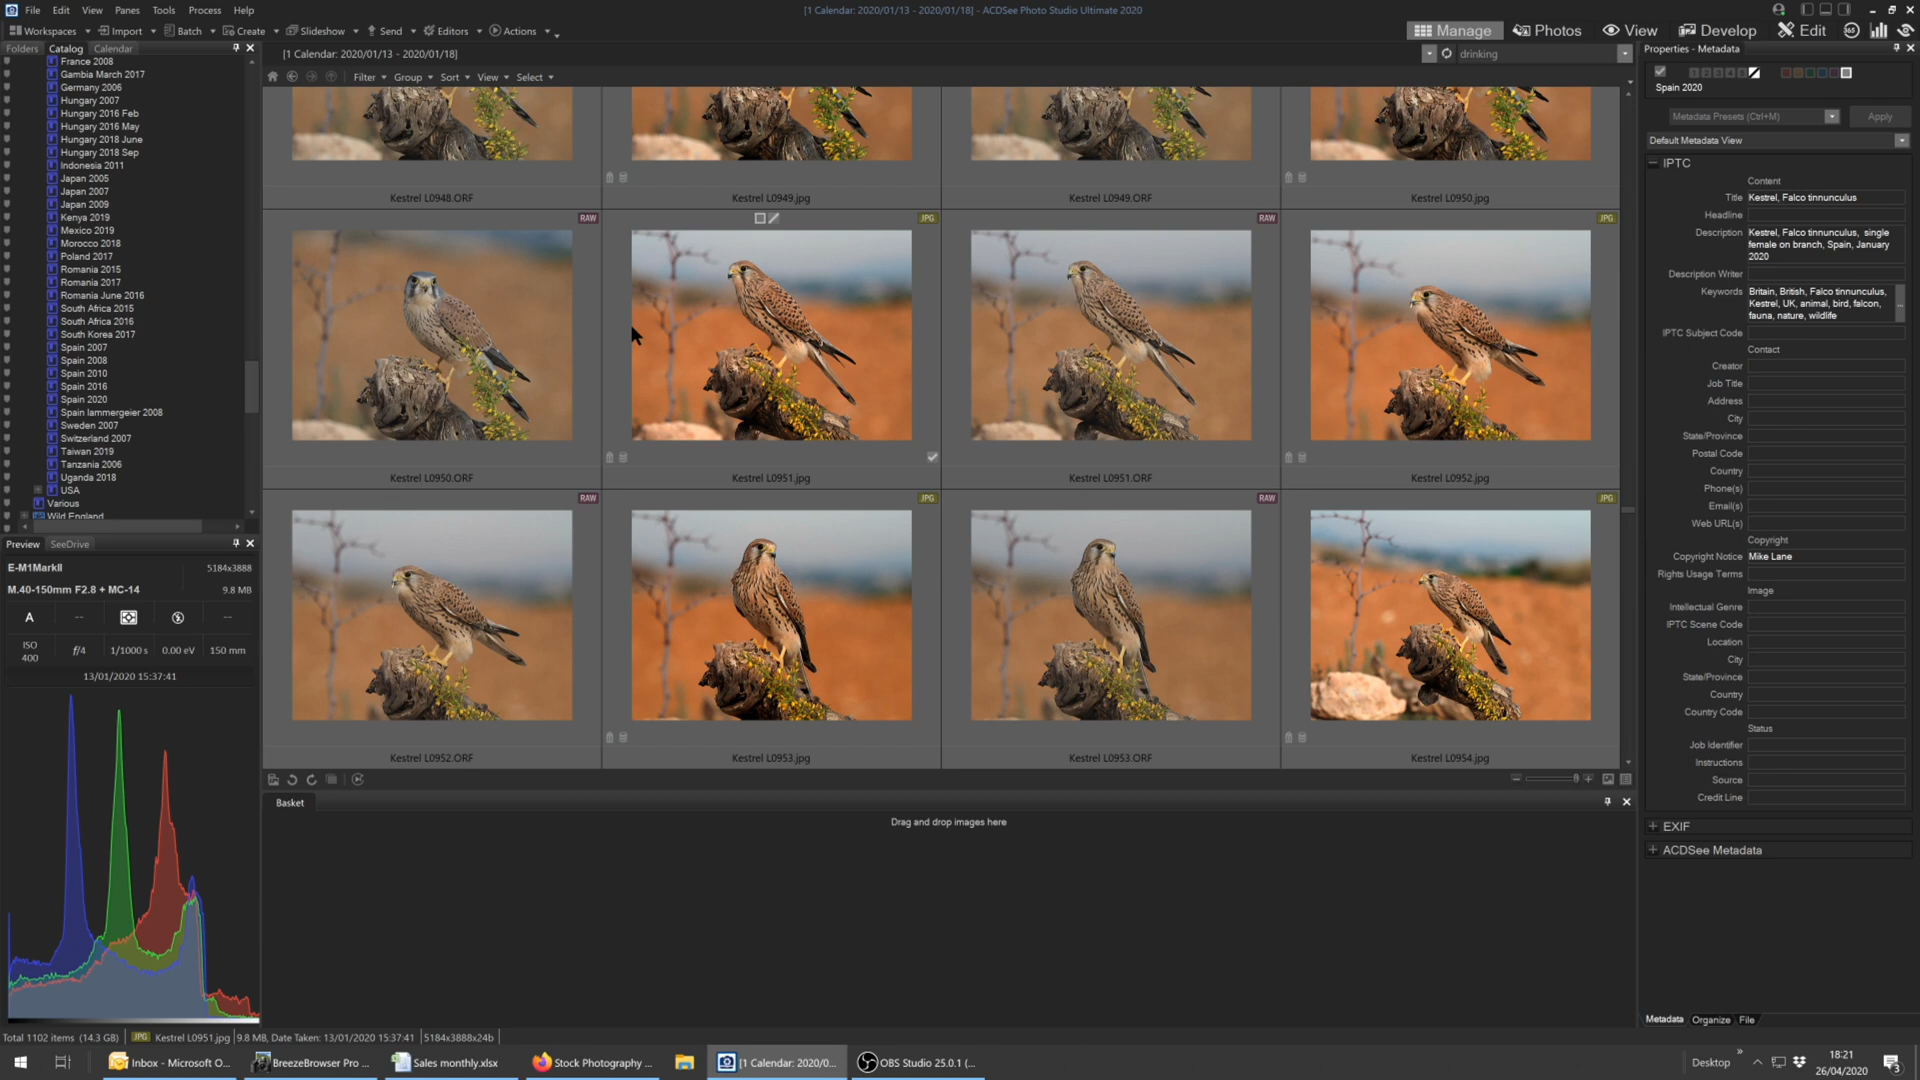 File Edit View Panes Tools Process Help
[1 Calendar: 2020/01/13 - 2020/01/18] - ACDSee Photo Studio Ultimate 2020
Workspaces Import Batch Create Slideshow Send Editors Actions
Manage Photos View Develop Edit 365
Folders Catalog Calendar
[1 Calendar: 2020/01/13 - 2020/01/18]
drinking
Filter Group Sort View Select
France 2008
Gambia March 2017
Germany 2006
Hungary 2007
Hungary 2016 Feb
Hungary 2016 May
Hungary 2018 June
Hungary 2018 Sep
Indonesia 2011
Japan 2005
Japan 2007
Japan 2009
Kenya 2019
Mexico 2019
Morocco 2018
Poland 2017
Romania 2015
Romania 2017
Romania June 2016
South Africa 2015
South Africa 2016
South Korea 2017
Spain 2007
Spain 2008
Spain 2010
Spain 2016
Spain 2020
Spain lammergeier 2008
Sweden 2007
Switzerland 2007
Taiwan 2019
Tanzania 2006
Uganda 2018
USA
Various
Wild England
Kestrel L0948.ORF
Kestrel L0949.jpg
Kestrel L0949.ORF
Kestrel L0950.jpg
RAW
JPG
RAW
JPG
Kestrel L0950.ORF
Kestrel L0951.jpg
Kestrel L0951.ORF
Kestrel L0952.jpg
RAW
JPG
RAW
JPG
Kestrel L0952.ORF
Kestrel L0953.jpg
Kestrel L0953.ORF
Kestrel L0954.jpg
Preview SeeDrive
E-M1MarkII 5184x3888
M.40-150mm F2.8 + MC-14 9.8 MB
A -- --
ISO 400 f/4 1/1000 s 0.00 eV 150 mm
13/01/2020 15:37:41
Basket
Drag and drop images here
Properties - Metadata
1 2 3 4 5
Spain 2020
Metadata Presets (Ctrl+M) Apply
Default Metadata View
IPTC
Content
Title Kestrel, Falco tinnunculus
Headline
Description Kestrel, Falco tinnunculus, single
female on branch, Spain, January
2020
Description Writer
Keywords Britain, British, Falco tinnunculus,
Kestrel, UK, animal, bird, falcon,
fauna, nature, wildlife
...
IPTC Subject Code
Contact
Creator
Job Title
Address
City
State/Province
Postal Code
Country
Phone(s)
Email(s)
Web URL(s)
Copyright
Copyright Notice Mike Lane
Rights Usage Terms
Image
Intellectual Genre
IPTC Scene Code
Location
City
State/Province
Country
Country Code
Status
Job Identifier
Instructions
Source
Credit Line
EXIF
ACDSee Metadata
Metadata Organize File
Total 1102 items (14.3 GB) JPG Kestrel L0951.jpg 9.8 MB, Date Taken: 13/01/2020 15:37:41 5184x3888x24b
Inbox - Microsoft O... BreezeBrowser Pro ... Sales monthly.xlsx Stock Photography ... [1 Calendar: 2020/0... OBS Studio 25.0.1 (...
Desktop
18:21
26/04/2020
3